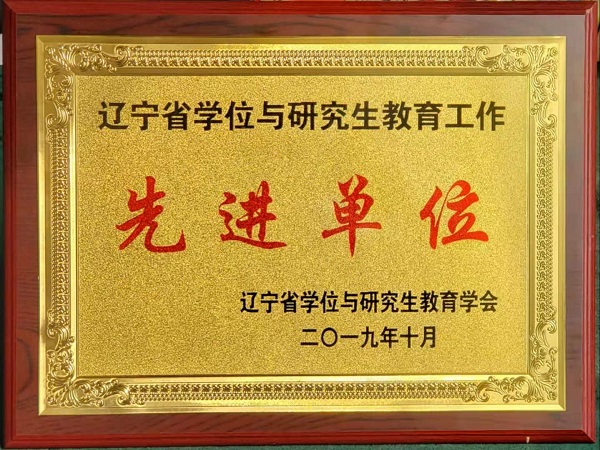 辽宁省学位与研究生教育工作
先进单位
辽宁省学位与研究生教育学会
二〇一九年十月